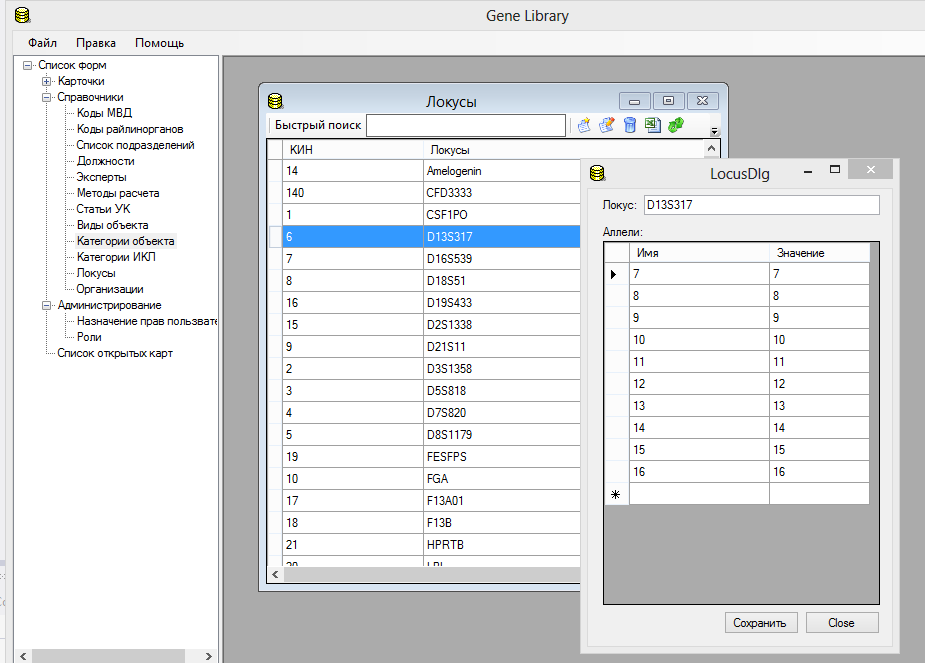 Gene Library
Файл Правка Помощь
Список форм
Карточки
Справочники
Коды МВД
Коды райлинорганов
Список подразделений
Должности
Эксперты
Методы расчета
Статьи УК
Виды объекта
Категории объекта
Категории ИКЛ
Локусы
Организации
Администрирование
Назначение прав пользвате
Роли
Список открытых карт
Локусы
Быстрый поиск
КИН Локусы
14 Amelogenin
140 CFD3333
1 CSF1PO
6 D13S317
7 D16S539
8 D18S51
16 D19S433
15 D2S1338
9 D21S11
2 D3S1358
3 D5S818
4 D7S820
5 D8S1179
19 FESFPS
10 FGA
17 F13A01
18 F13B
21 HPRTB
LocusDlg
Локус: D13S317
Аллели:
Имя Значение
7 7
8 8
9 9
10 10
11 11
12 12
13 13
14 14
15 15
16 16
Сохранить Close